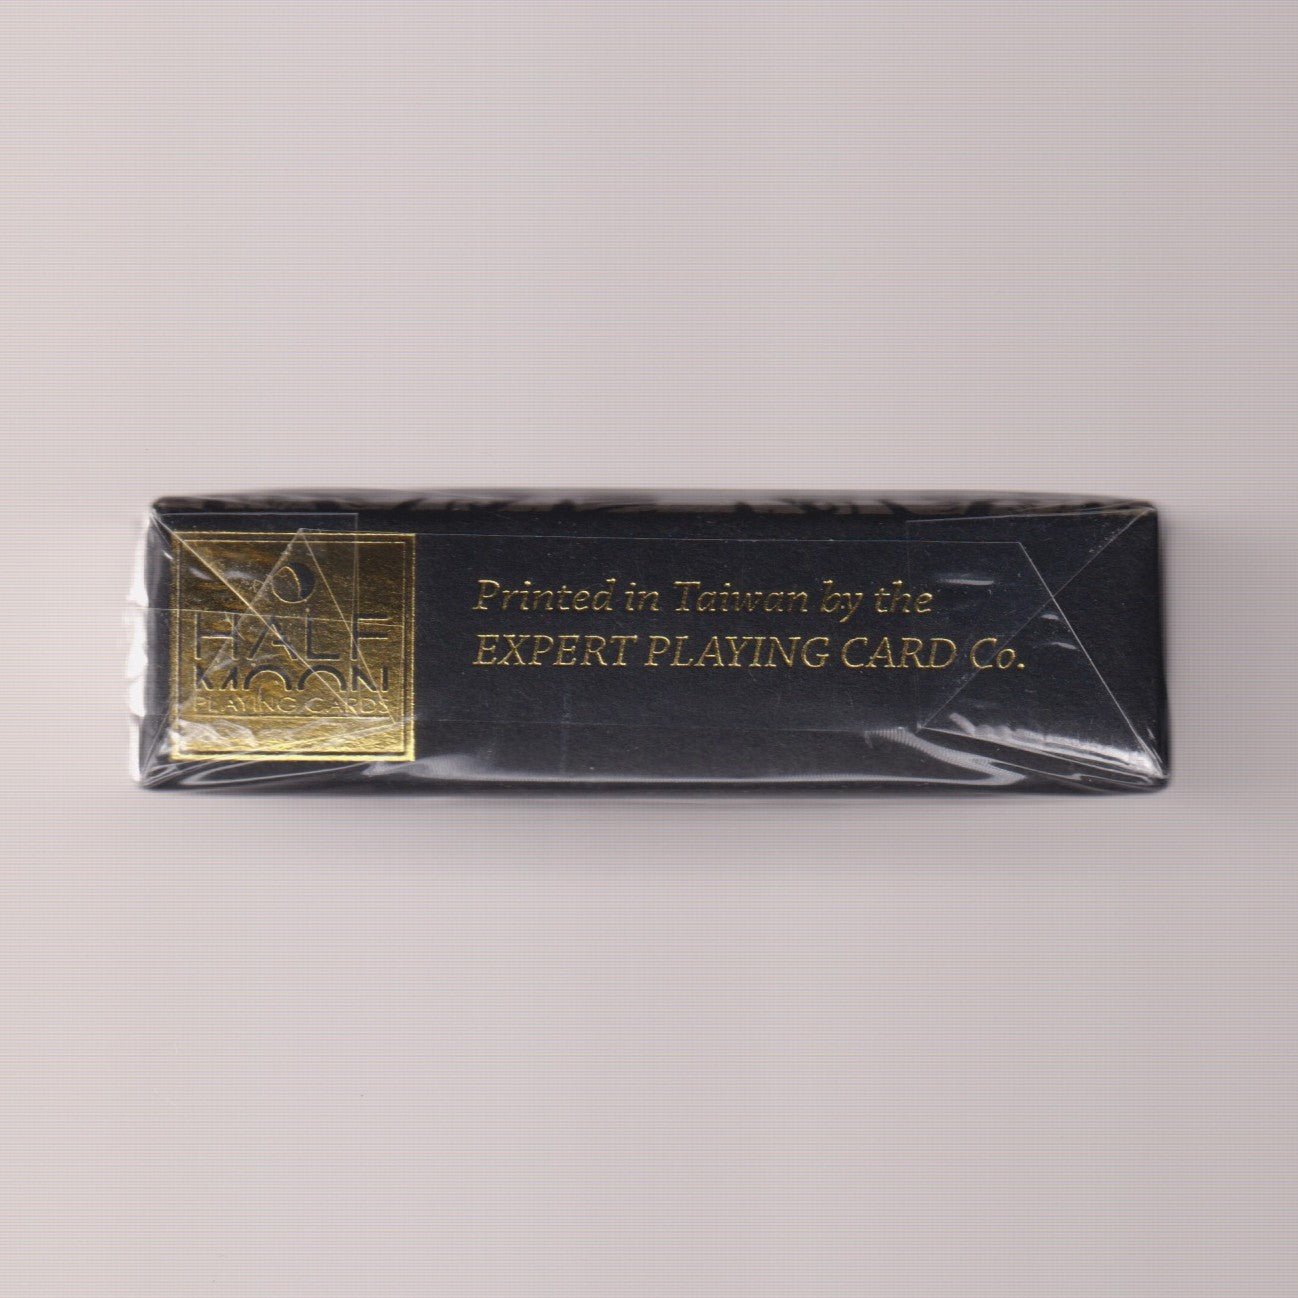 HALF
MOON
PLAYING CARDS
Printed in Taiwan by the
EXPERT PLAYING CARD Co.